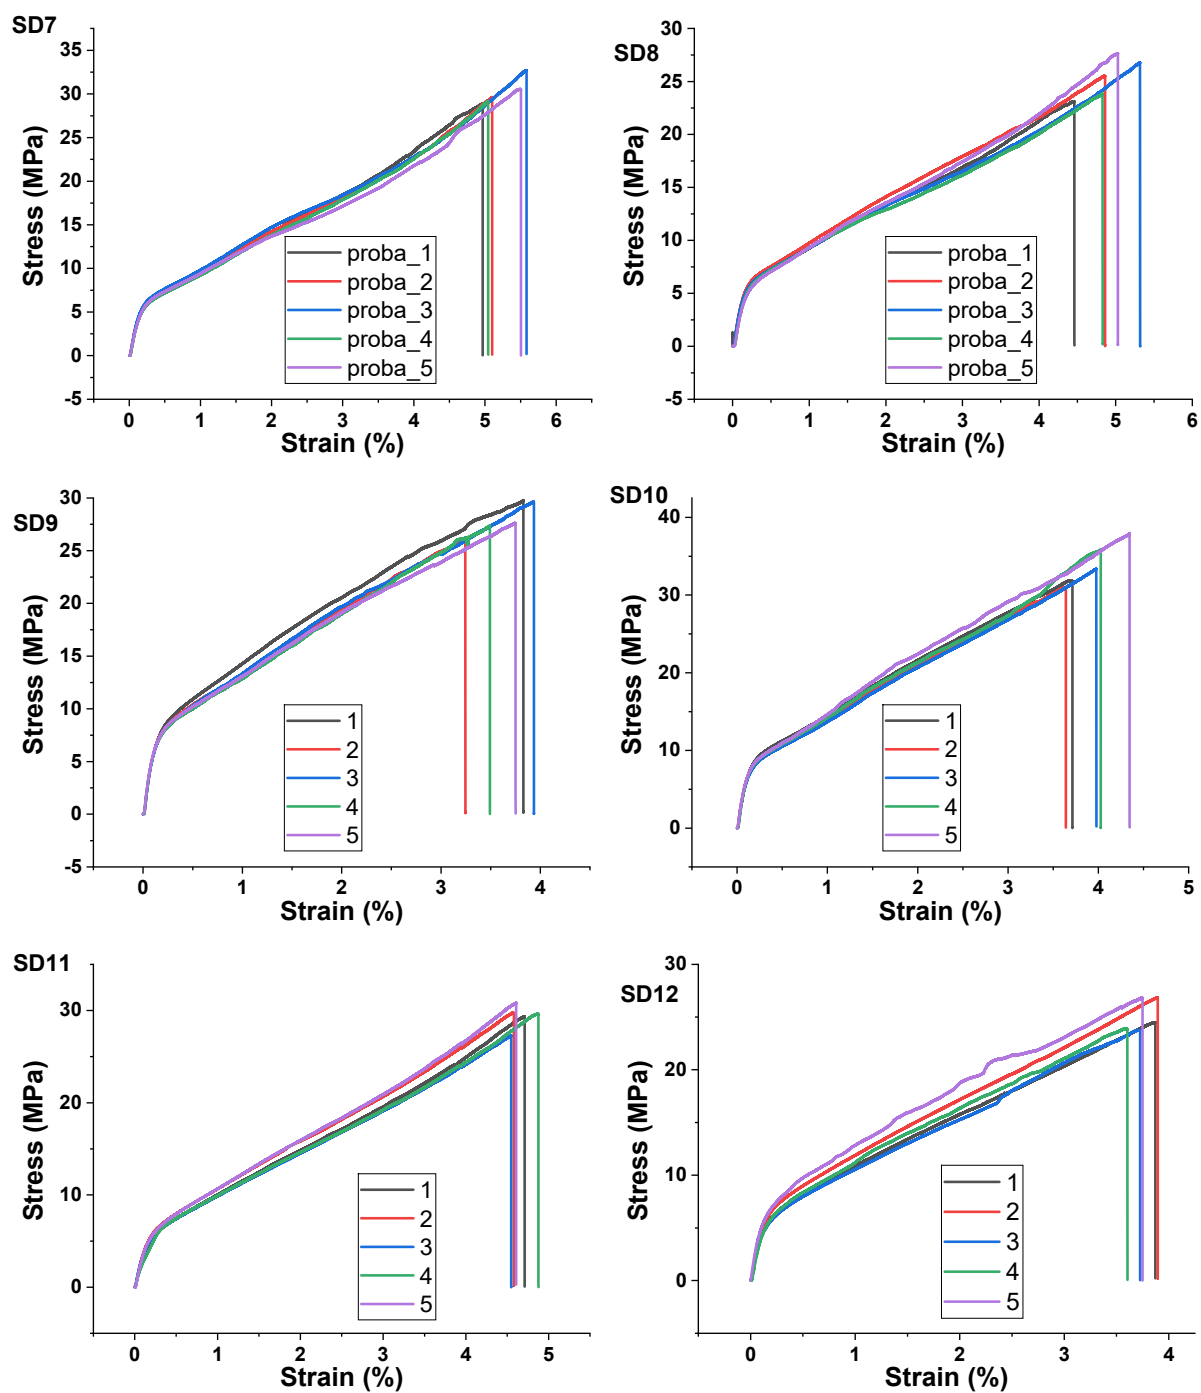 SD7
35
30
25
20
15
10
5
0
-5
Stress (MPa)
proba_1
proba_2
proba_3
proba_4
proba_5
0 1 2 3 4 5 6
Strain (%)
SD8
30
25
20
15
10
5
0
-5
Stress (MPa)
proba_1
proba_2
proba_3
proba_4
proba_5
0 1 2 3 4 5 6
Strain (%)
SD9
30
25
20
15
10
5
0
-5
Stress (MPa)
1
2
3
4
5
0 1 2 3 4
Strain (%)
SD10
40
30
20
10
0
Stress (MPa)
1
2
3
4
5
0 1 2 3 4 5
Strain (%)
SD11
30
20
10
0
Stress (MPa)
1
2
3
4
5
0 1 2 3 4 5
Strain (%)
SD12
30
20
10
0
Stress (MPa)
1
2
3
4
5
0 1 2 3 4
Strain (%)